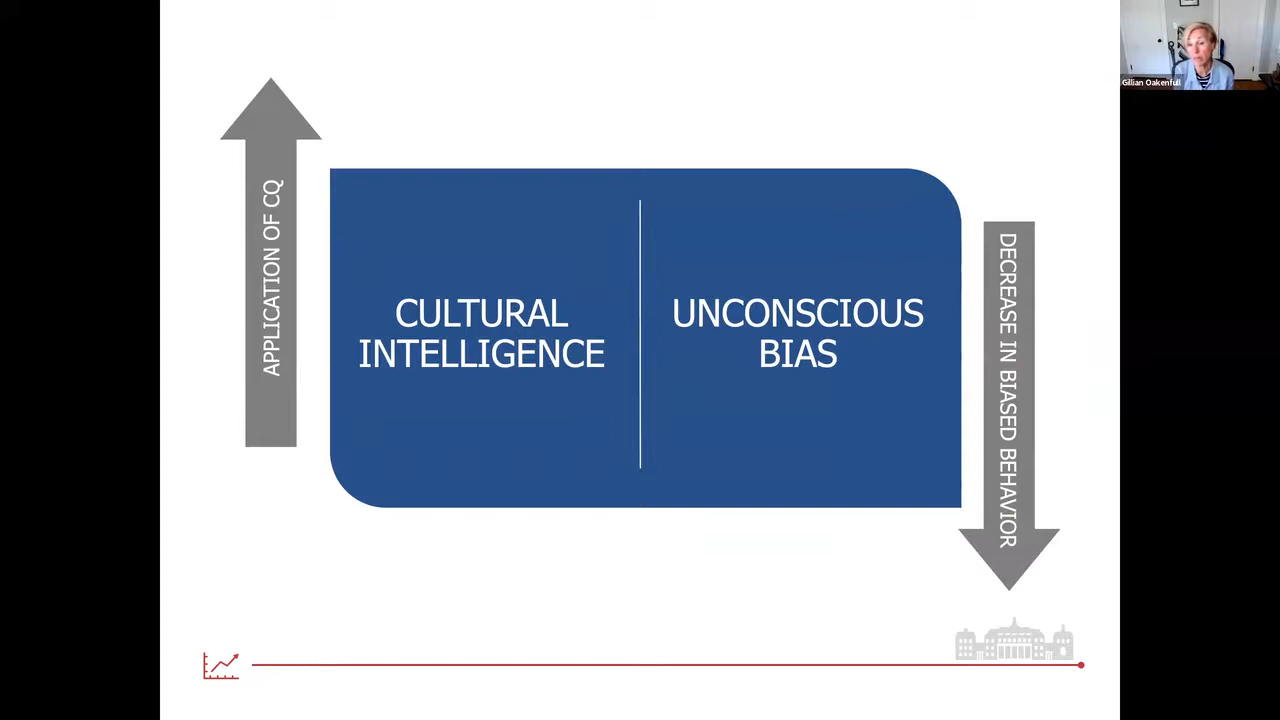 Gillian Oakenfull
APPLICATION OF CQ
CULTURAL
INTELLIGENCE
UNCONSCIOUS
BIAS
DECREASE IN BIASED BEHAVIOR